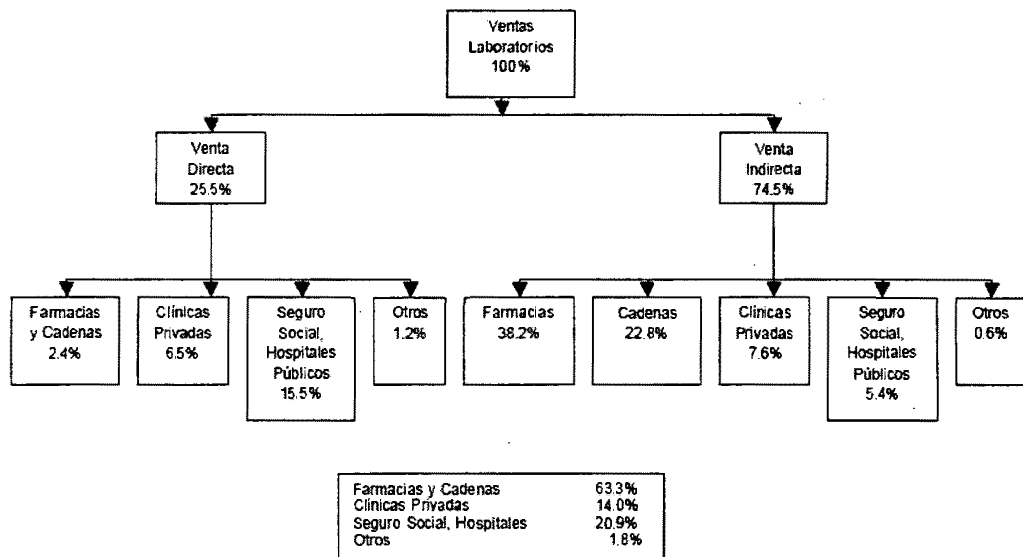 Ventas
Laboratorios
100%
Venta
Directa
25.5%
Venta
Indirecta
74.5%
Farmacias
y Cadenas
2.4%
Clínicas
Privadas
6.5%
Seguro
Social,
Hospitales
Públicos
15.5%
Otros
1.2%
Farmacias
38.2%
Cadenas
22.8%
Clínicas
Privadas
7.6%
Seguro
Social,
Hospitales
Públicos
5.4%
Otros
0.6%
Farmacias y Cadenas 63.3%
Clínicas Privadas 14.0%
Seguro Social, Hospitales 20.9%
Otros 1.8%